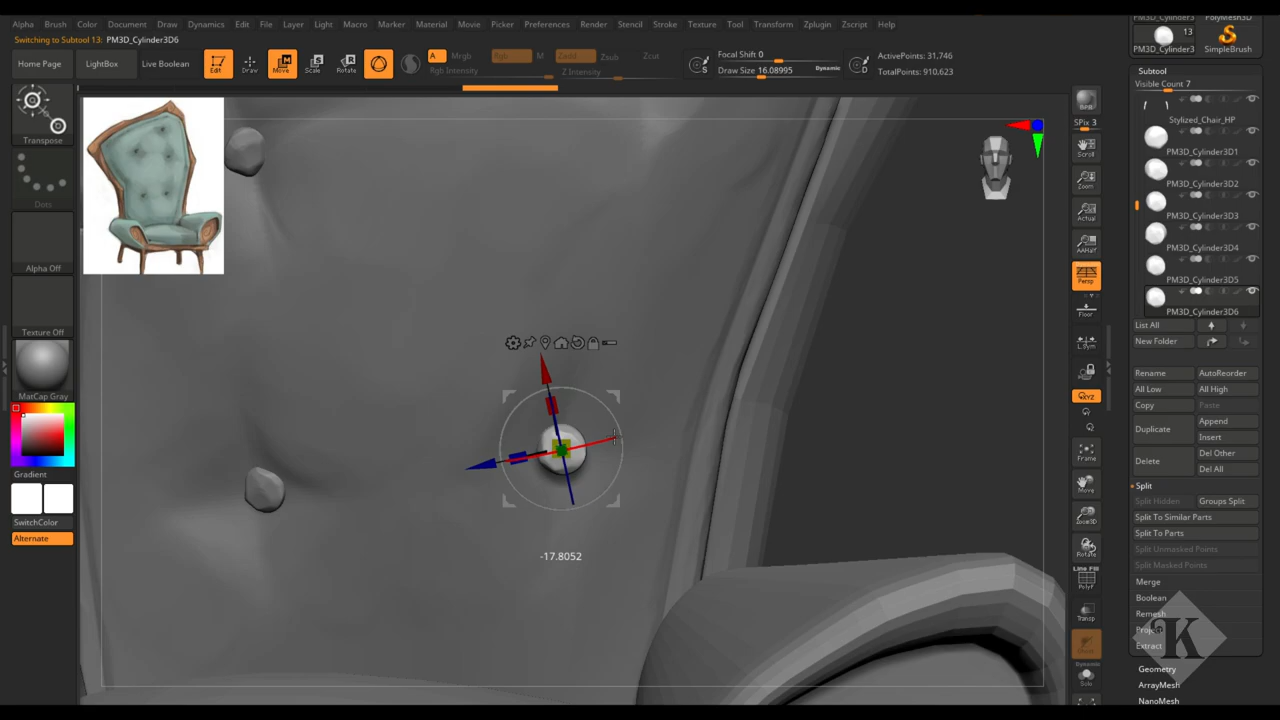 Alpha Brush Color Document Draw Dynamics Edit File Layer Light Macro Marker Material Movie Picker Preferences Render Stencil Stroke Texture Tool Transform Zplugin Zscript Help
Switching to Subtool 13: PM3D_Cylinder3D6
Home Page
LightBox
Live Boolean
Edit
Draw
Move
Scale
Rotate
A
Mrgb
Rgb
M
Zadd
Zsub
Zcut
Rgb Intensity
Z Intensity
S
Focal Shift 0
Draw Size 16.08995
Dynamic
D
ActivePoints: 31,746
TotalPoints: 910,623
Transpose
Dots
Alpha Off
Texture Off
MatCap Gray
Gradient
SwitchColor
Alternate
-17.8052
BPR
SPix 3
Scroll
Zoom
Actual
AAHalf
Persp
Floor
L.Sym
XYZ
Frame
Move
Zoom3D
Rotate
Line Fill
PolyF
Transp
Dynamic
Solo
PM3D_Cylinder3
PolyMesh3D
13
PM3D_Cylinder3
SimpleBrush
Subtool
Visible Count 7
Stylized_Chair_HP
PM3D_Cylinder3D1
PM3D_Cylinder3D2
PM3D_Cylinder3D3
PM3D_Cylinder3D4
PM3D_Cylinder3D5
PM3D_Cylinder3D6
List All
New Folder
Rename
AutoReorder
All Low
All High
Copy
Paste
Duplicate
Append
Insert
Delete
Del Other
Del All
Split
Split Hidden
Groups Split
Split To Similar Parts
Split To Parts
Split Unmasked Points
Split Masked Points
Merge
Boolean
Remesh
Project
Extract
K
Geometry
ArrayMesh
NanoMesh